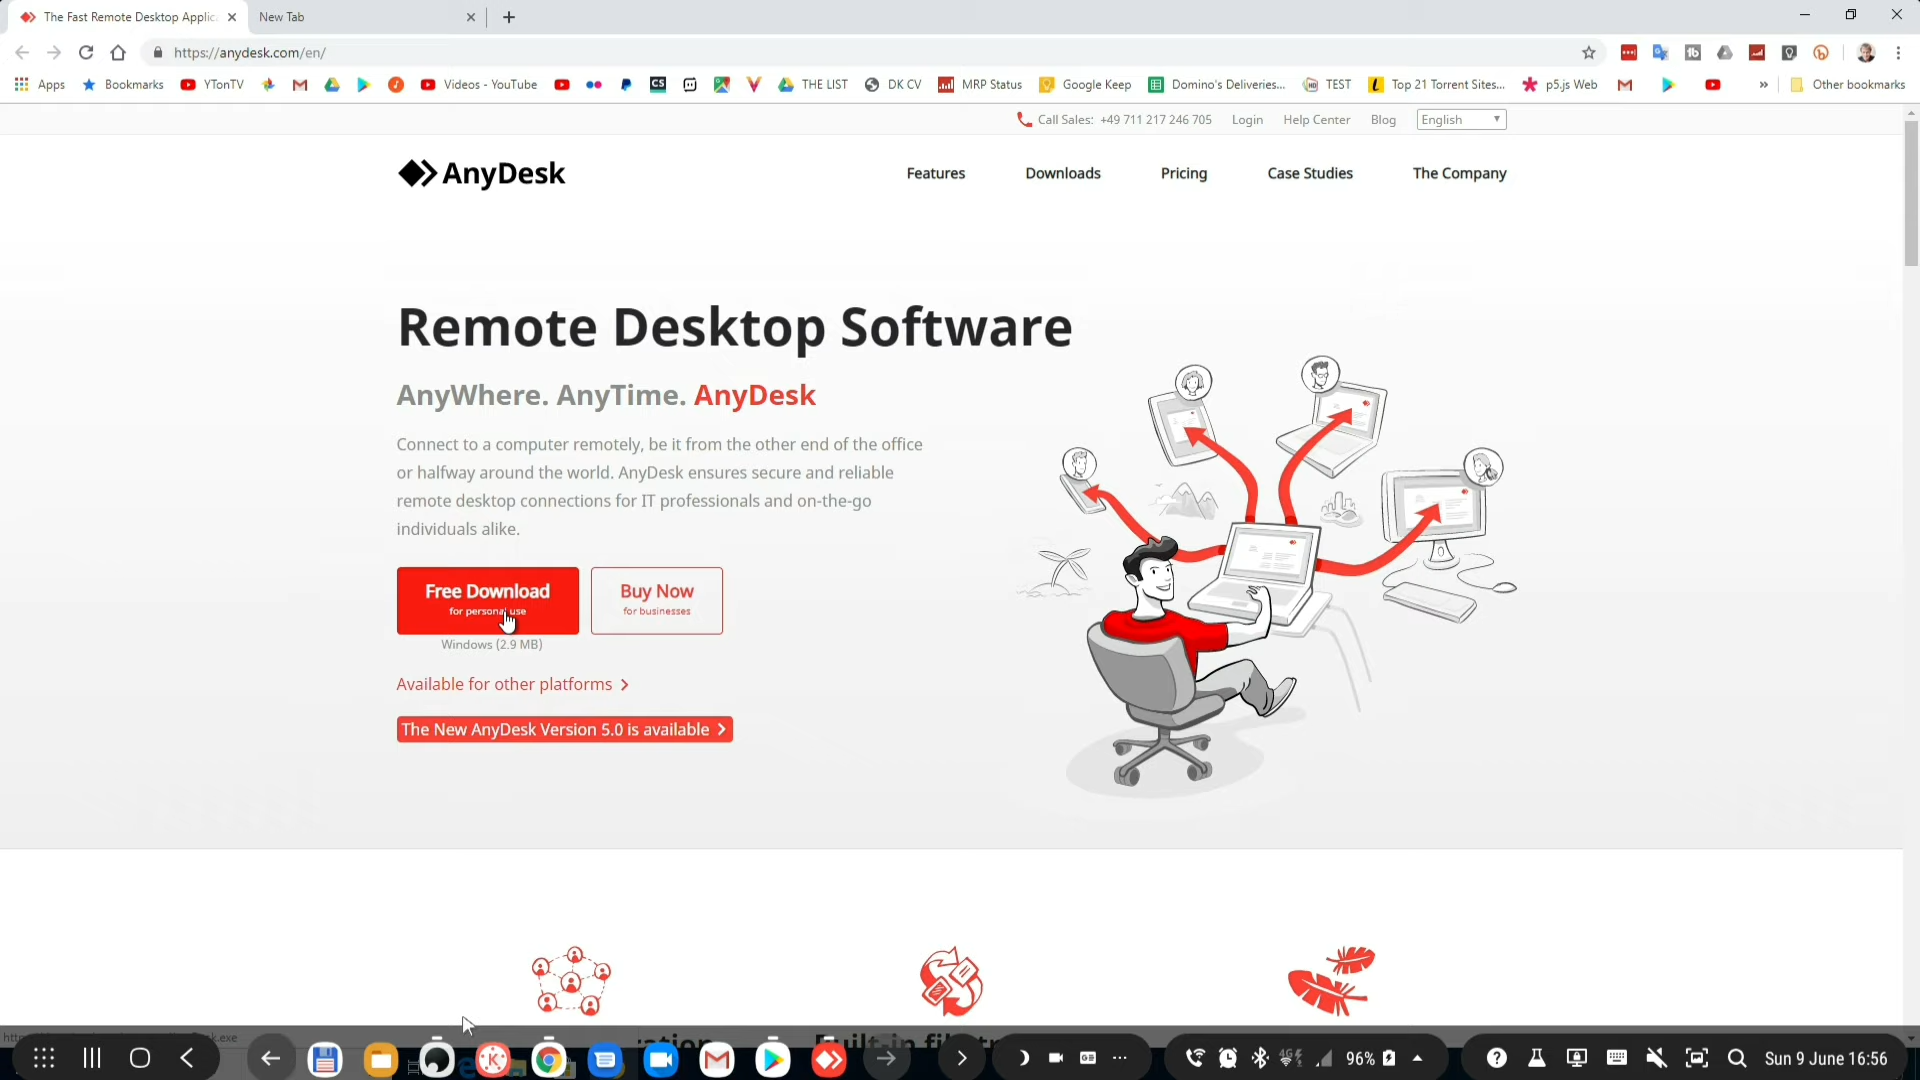 The Fast Remote Desktop Applic
New Tab
https://anydesk.com/en/
Apps
Bookmarks
YTonTV
Videos - YouTube
THE LIST
DK CV
MRP Status
Google Keep
Domino's Deliveries...
TEST
Top 21 Torrent Sites...
p5.js Web
Other bookmarks
Call Sales: +49 711 217 246 705
Login
Help Center
Blog
English
AnyDesk
Features
Downloads
Pricing
Case Studies
The Company
Remote Desktop Software
AnyWhere. AnyTime. AnyDesk
Connect to a computer remotely, be it from the other end of the office
or halfway around the world. AnyDesk ensures secure and reliable
remote desktop connections for IT professionals and on-the-go
individuals alike.
Free Download
for personal use
Buy Now
for businesses
Windows (2.9 MB)
Available for other platforms
The New AnyDesk Version 5.0 is available
96%
Sun 9 June 16:56